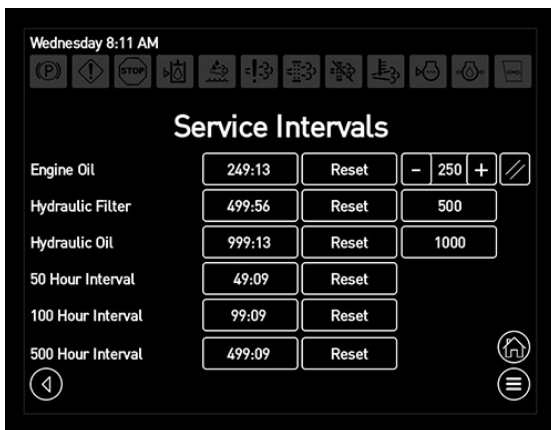 Wednesday 8:11 AM
(P) STOP
Service Intervals
Engine Oil 249:13 Reset - 250 +
Hydraulic Filter 499:56 Reset 500
Hydraulic Oil 999:13 Reset 1000
50 Hour Interval 49:09 Reset
100 Hour Interval 99:09 Reset
500 Hour Interval 499:09 Reset